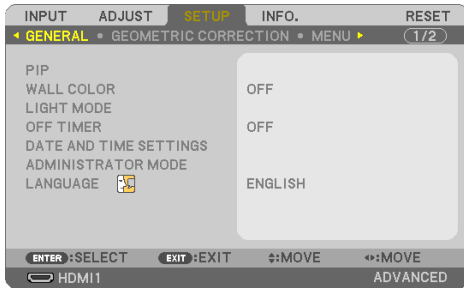 INPUT ADJUST SETUP INFO. RESET
GENERAL • GEOMETRIC CORRECTION • MENU 1/2
PIP
WALL COLOR OFF
LIGHT MODE
OFF TIMER OFF
DATE AND TIME SETTINGS
ADMINISTRATOR MODE
LANGUAGE ENGLISH
ENTER :SELECT EXIT :EXIT :MOVE :MOVE
HDMI1 ADVANCED